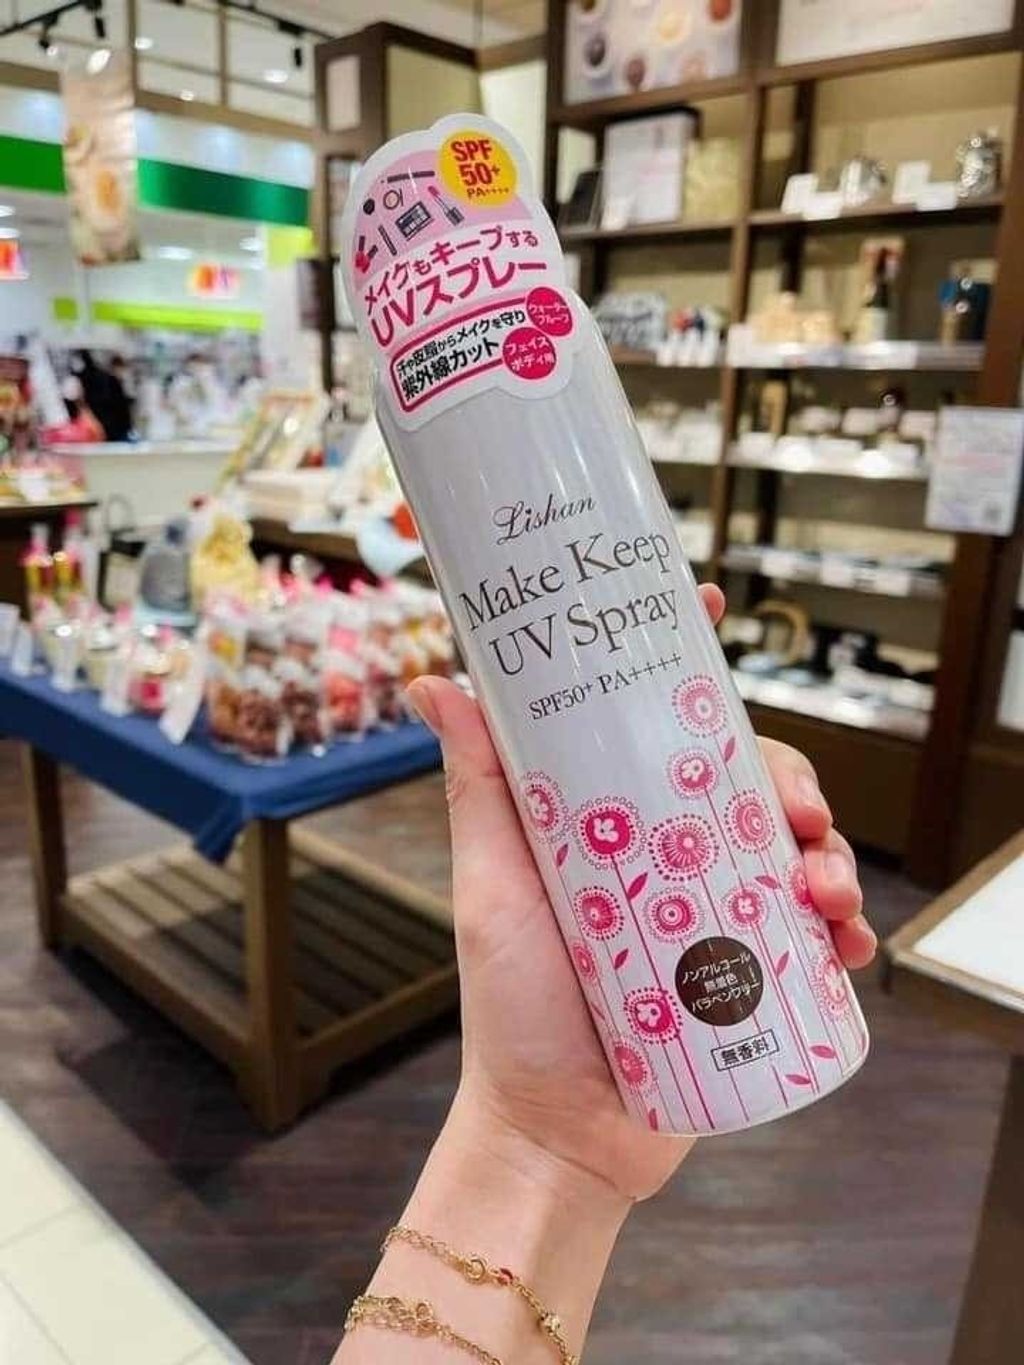 SPF
50+
PA++++
メイクもキープする
UVスプレー
汗や皮脂からメイクを守り
紫外線カット
ウォーター
プルーフ
フェイス
ボディ用
Lishan
Make Keep
UV Spray
SPF50+ PA++++
ノンアルコール
無着色
パラベンフリー
無香料